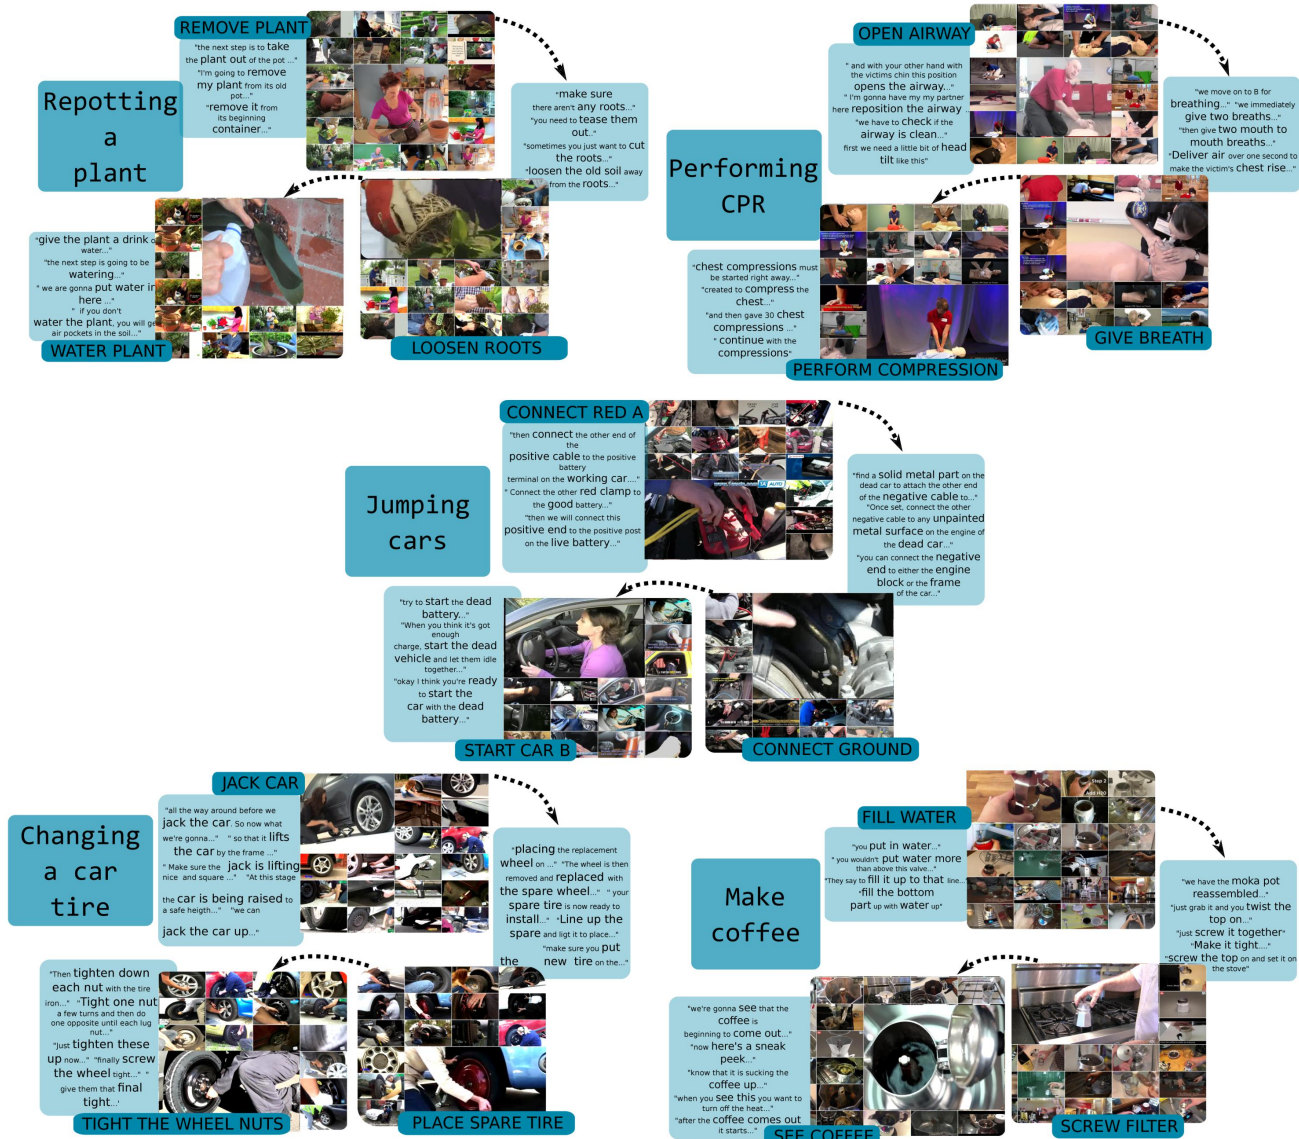 REMOVE PLANT
"the next step is to take
the plant out of the pot ..."
"I'm going to remove
my plant from its old
pot..."
"remove it from
its beginning
container..."
Repotting
a
plant
"make sure
there aren't any roots..."
"you need to tease them
out.."
"sometimes you just want to cut
the roots..."
"loosen the old soil away
from the roots..."
"give the plant a drink
water..."
"the next step is going to be
watering..."
" we are gonna put water in
here ..."
" if you don't
water the plant, you will
air pockets in the soil..."
WATER PLANT
LOOSEN ROOTS
OPEN AIRWAY
" and with your other hand with
the victims chin this position
opens the airway..."
" I'm gonna have my my partner
here reposition the airway
"we have to check if the
airway is clean..."
first we need a little bit of head
tilt like this"
Performing
CPR
"we move on to B for
breathing..." "we immediately
give two breaths..."
"then give two mouth to
mouth breaths..."
"Deliver air over one second to
make the victim's chest rise..."
"chest compressions must
be started right away..."
"created to compress the
chest..."
"and then gave 30 chest
compressions ..."
" continue with the
compressions"
PERFORM COMPRESSION
GIVE BREATH
CONNECT RED A
"then connect the other end of
the
positive cable to the positive
battery
terminal on the working car...."
" Connect the other red clamp to
the good battery..."
"then we will connect this
positive end to the positive post
on the live battery..."
1A AUTO
Jumping
cars
"find a solid metal part on the
dead car to attach the other end
of the negative cable to..."
"Once set, connect the other
negative cable to any unpainted
metal surface on the engine of
the dead car..."
"you can connect the negative
end to either the engine
block or the frame
of the car..."
"try to start the dead
battery..."
"When you think it's got
enough
charge, start the dead
vehicle and let them idle
together..."
"okay I think you're ready
to start the
car with the dead
battery..."
START CAR B
CONNECT GROUND
JACK CAR
"all the way around before we
jack the car. So now what
we're gonna..." " so that it lifts
the car by the frame ..."
" Make sure the jack is lifting
nice and square ..." "At this stage
the car is being raised to
a safe heigth..." "we can
jack the car up..."
Changing
a car
tire
"placing the replacement
wheel on ..." "The wheel is then
removed and replaced with
the spare wheel..." " your
spare tire is now ready to
install..." "Line up the
spare and ligt it to place..."
"make sure you put
the new tire on the..."
"Then tighten down
each nut with the tire
iron..." "Tight one nut
a few turns and then do
one opposite until each lug
nut..."
"Just tighten these
up now..." "finally screw
the wheel tight..." "
give them that final
tight...'
TIGHT THE WHEEL NUTS
PLACE SPARE TIRE
Step 2
Add H2O
FILL WATER
"you put in water..."
" you wouldn't put water more
than above this valve..."
"They say to fill it up to that line..."
"fill the bottom
part up with water up"
Make
coffee
"we have the moka pot
reassembled..."
"just grab it and you twist the
top on..."
"just screw it together"
"Make it tight...."
"screw the top on and set it on
the stove"
"we're gonna see that the
coffee is
beginning to come out..."
"now here's a sneak
peek..."
"know that it is sucking the
coffee up..."
"when you see this you want to
turn off the heat..."
"after the coffee comes out
it starts..."
SEE COFFEE
SCREW FILTER